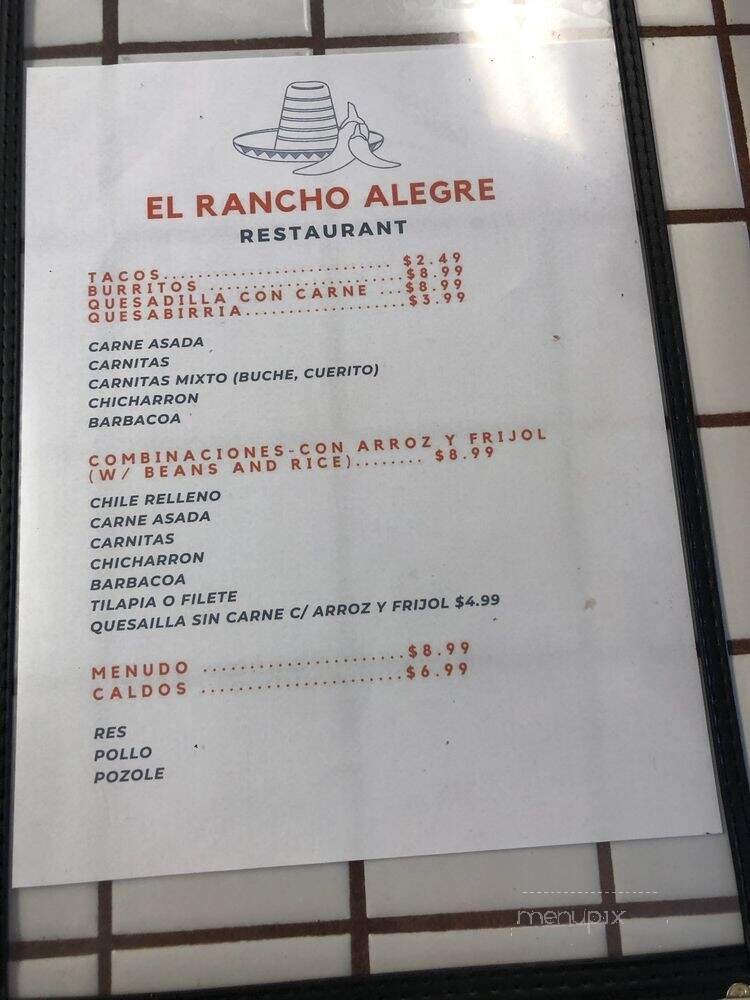 EL RANCHO ALEGRE
RESTAURANT
TACOS........................... $2.49
BURRITOS .......................$8.99
QUESADILLA CON CARNE ...$8.99
QUESABIRRIA...................$3.99
CARNE ASADA
CARNITAS
CARNITAS MIXTO (BUCHE, CUERITO)
CHICHARRON
BARBACOA
COMBINACIONES-CON ARROZ Y FRIJOL
(W/ BEANS AND RICE)........ $8.99
CHILE RELLENO
CARNE ASADA
CARNITAS
CHICHARRON
BARBACOA
TILAPIA O FILETE
QUESAILLA SIN CARNE C/ ARROZ Y FRIJOL $4.99
MENUDO .....................$8.99
CALDOS .....................$6.99
RES
POLLO
POZOLE
menupix